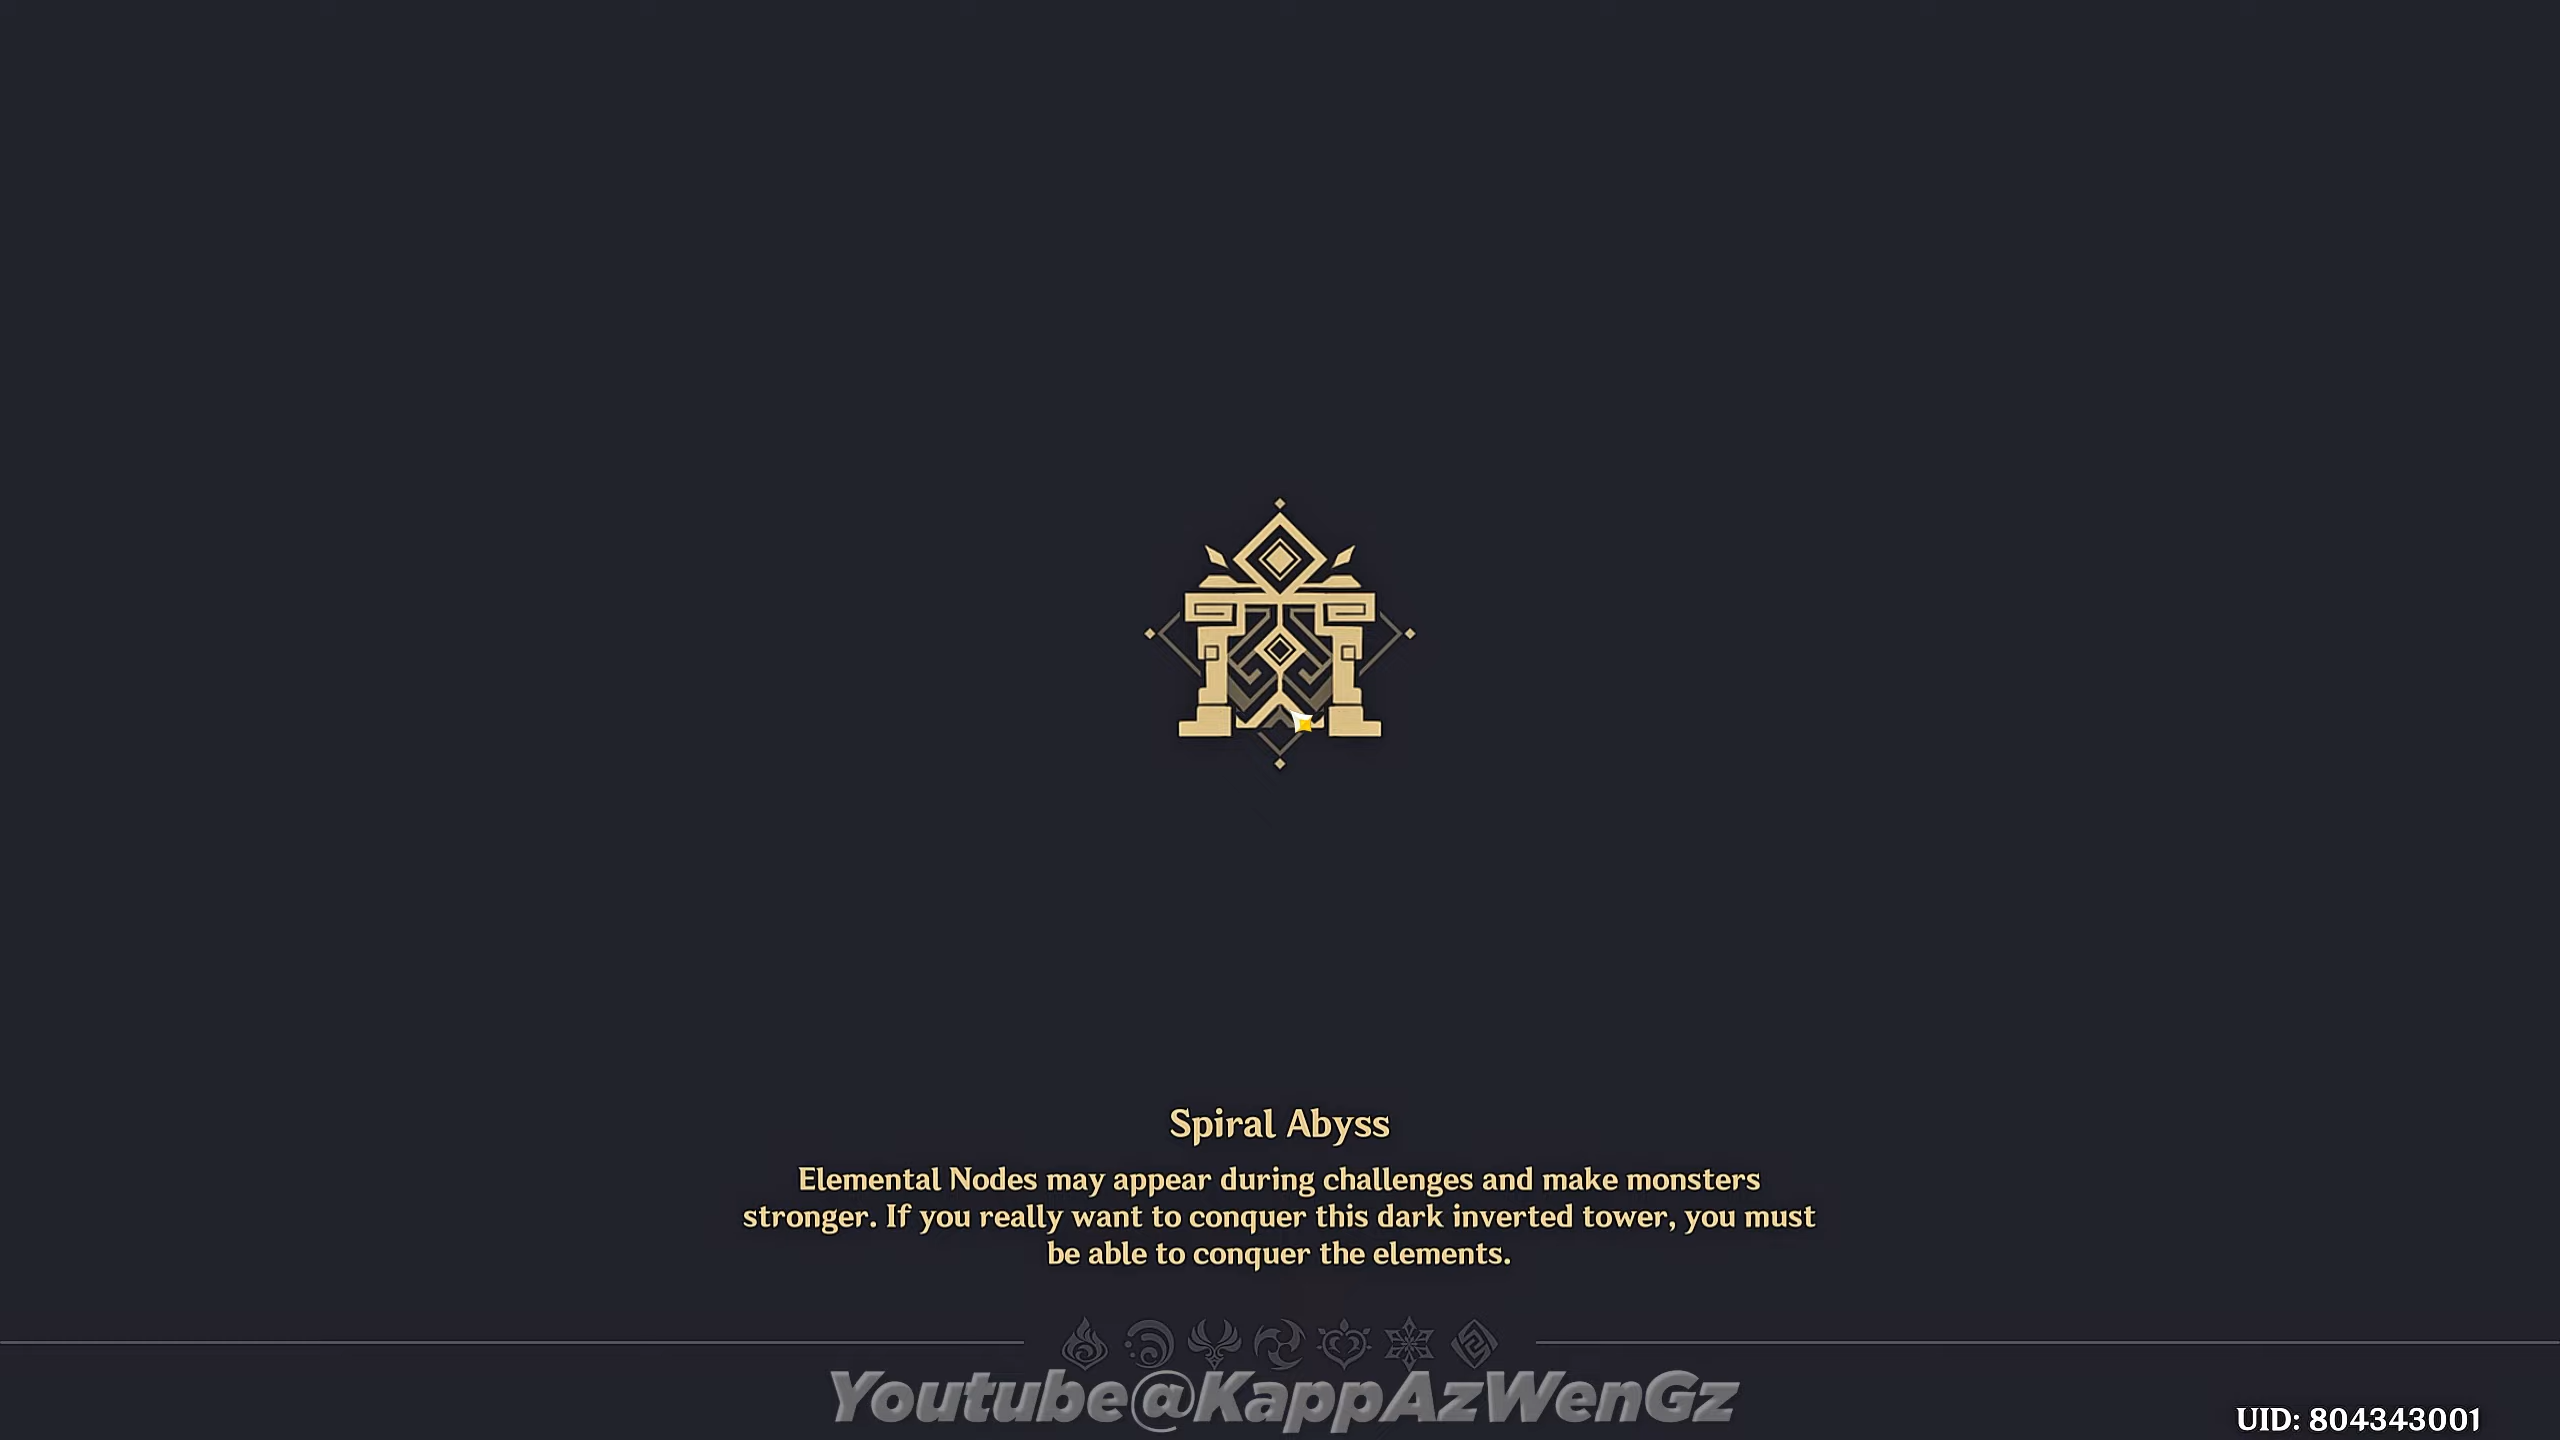 Spiral Abyss
Elemental Nodes may appear during challenges and make monsters
stronger. If you really want to conquer this dark inverted tower, you must
be able to conquer the elements.
Youtube@KappAzWenGz
UID: 804343001